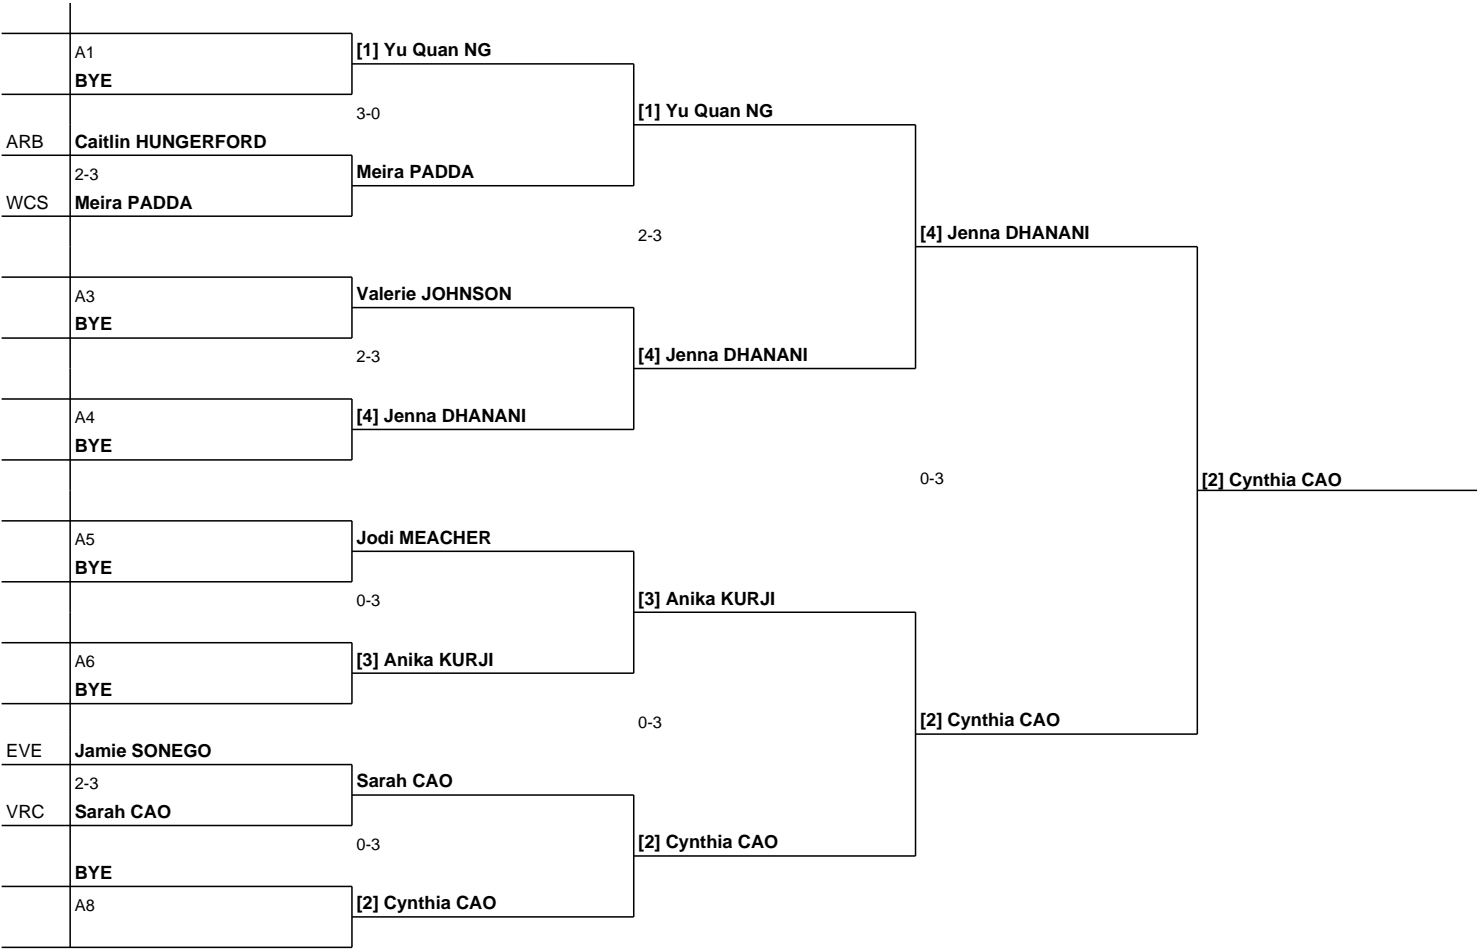 A1
[1] Yu Quan NG
BYE
3-0
[1] Yu Quan NG
ARB Caitlin HUNGERFORD
2-3
Meira PADDA
WCS Meira PADDA
2-3
[4] Jenna DHANANI
A3
Valerie JOHNSON
BYE
2-3
[4] Jenna DHANANI
A4
[4] Jenna DHANANI
BYE
0-3
[2] Cynthia CAO
A5
Jodi MEACHER
BYE
0-3
[3] Anika KURJI
A6
[3] Anika KURJI
BYE
0-3
[2] Cynthia CAO
EVE Jamie SONEGO
2-3
Sarah CAO
VRC Sarah CAO
0-3
[2] Cynthia CAO
BYE
A8
[2] Cynthia CAO